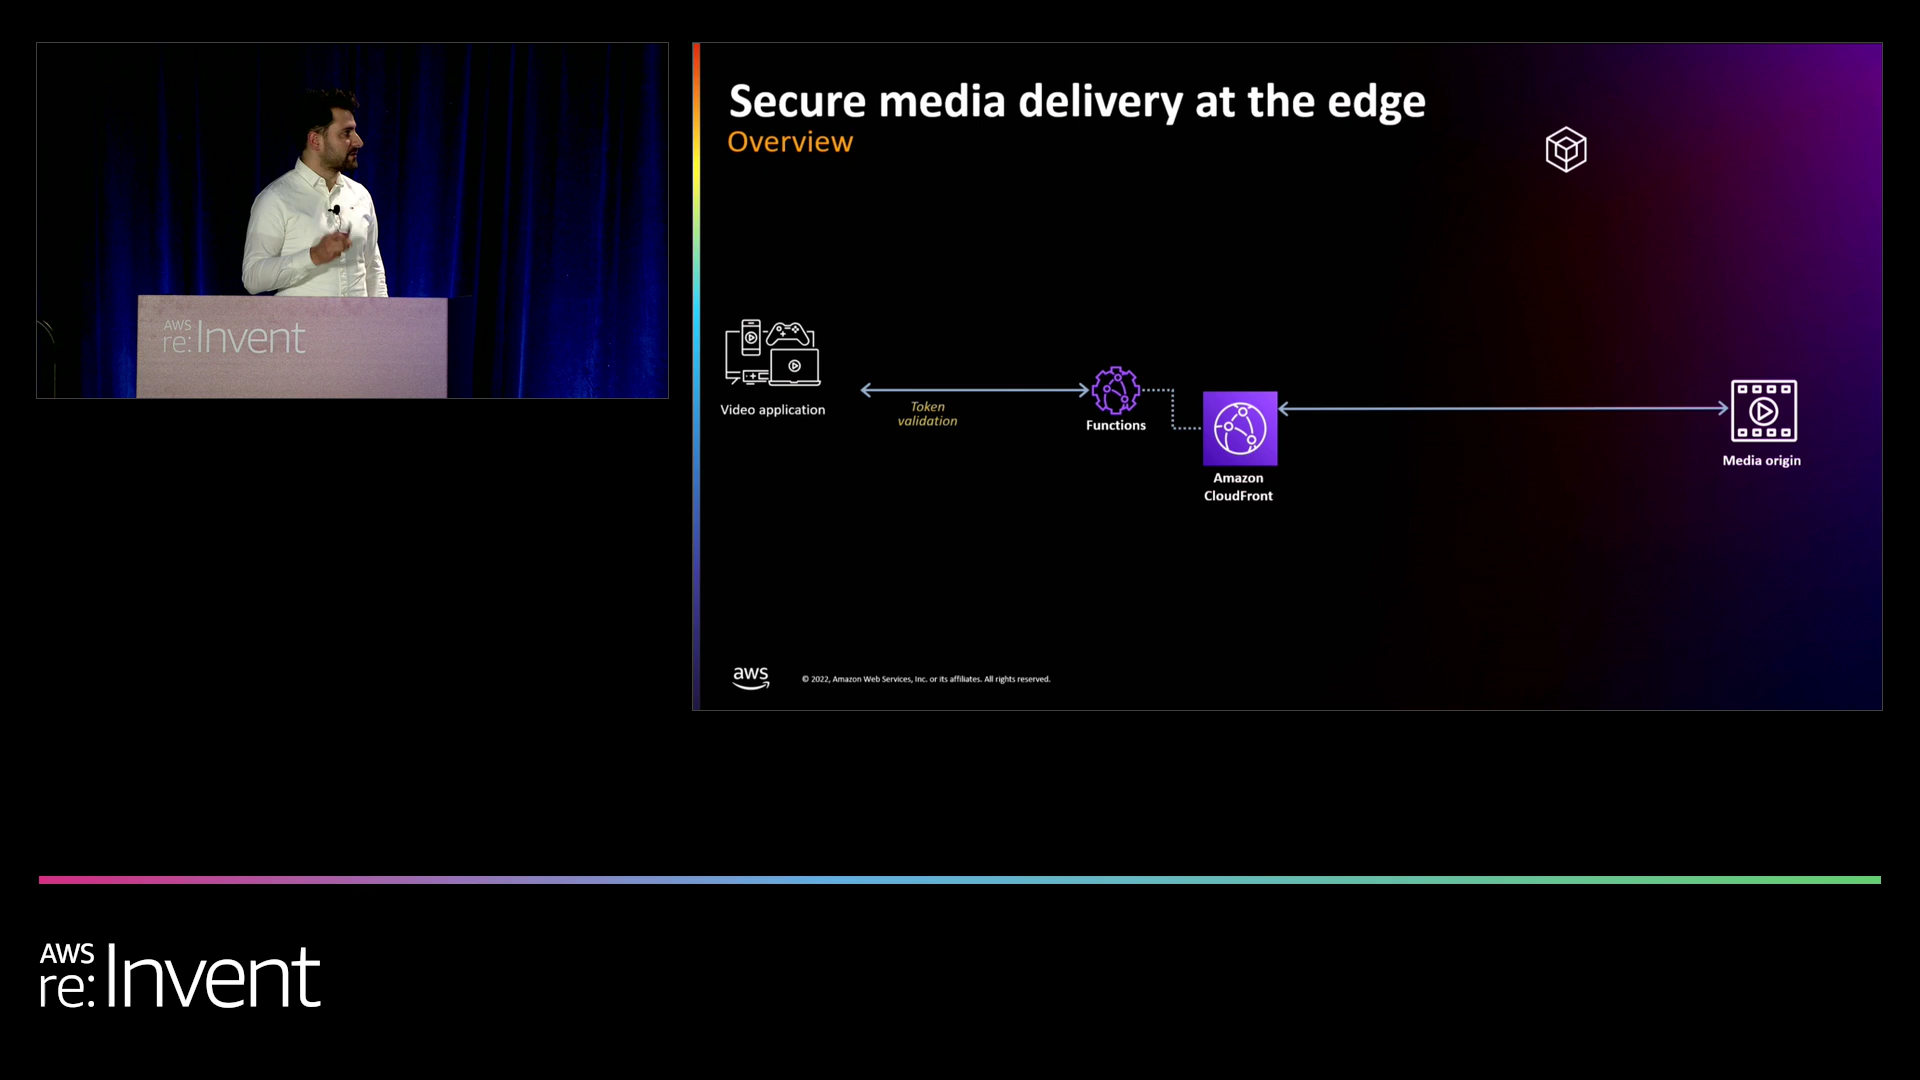 AWS
re:Invent
Secure media delivery at the edge
Overview
Video application
Token
validation
Functions
Amazon
CloudFront
Media origin
aws
© 2022, Amazon Web Services, Inc. or its affiliates. All rights reserved.
AWS
re:Invent